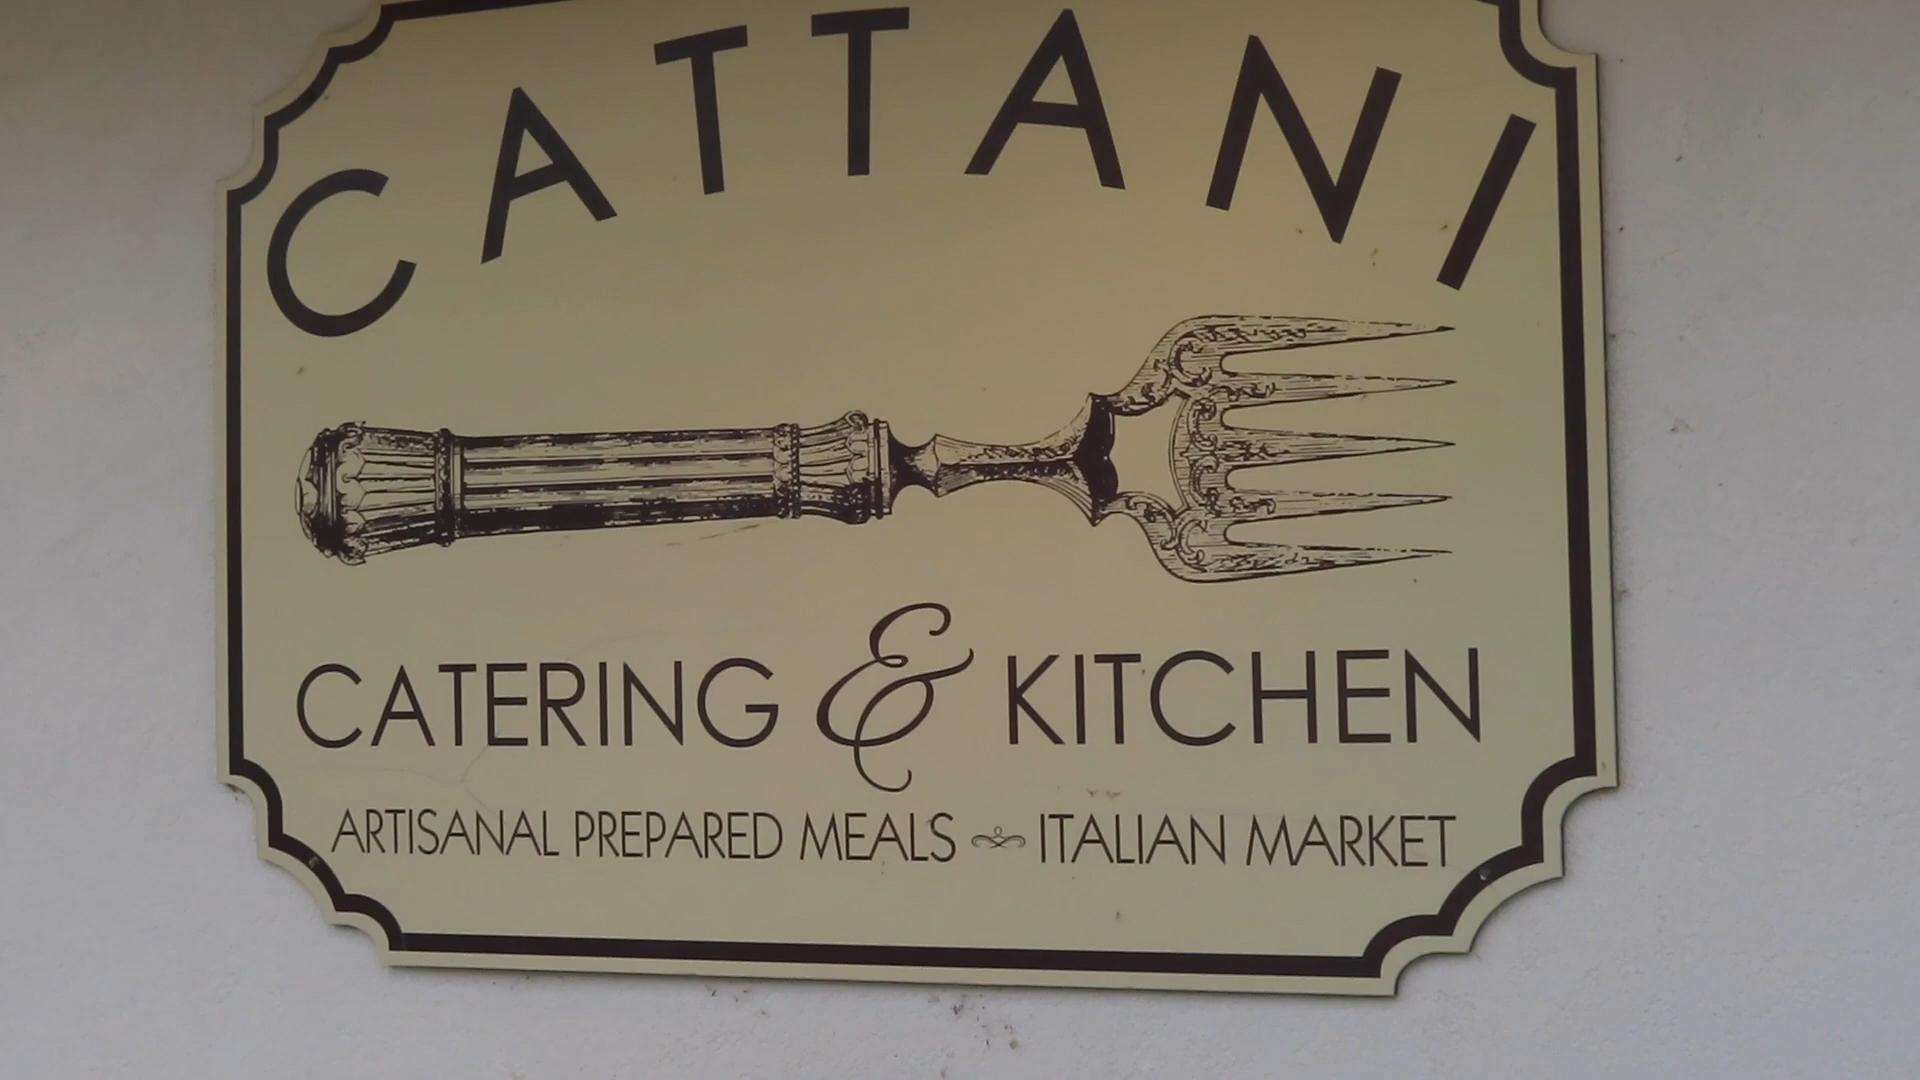 CATTANI
CATERING & KITCHEN
ARTISANAL PREPARED MEALS ~ ITALIAN MARKET